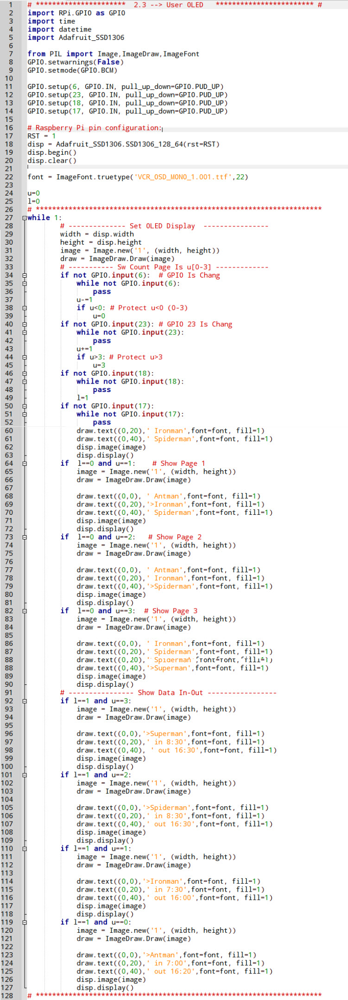 1 # **********************  2.3 --> User OLED   ************************ #
2 import RPi.GPIO as GPIO
3 import time
4 import datetime
5 import Adafruit_SSD1306
6
7 from PIL import Image,ImageDraw,ImageFont
8 GPIO.setwarnings(False)
9 GPIO.setmode(GPIO.BCM)
10
11 GPIO.setup(6, GPIO.IN, pull_up_down=GPIO.PUD_UP)
12 GPIO.setup(23, GPIO.IN, pull_up_down=GPIO.PUD_UP)
13 GPIO.setup(18, GPIO.IN, pull_up_down=GPIO.PUD_UP)
14 GPIO.setup(17, GPIO.IN, pull_up_down=GPIO.PUD_UP)
15
16 # Raspberry Pi pin configuration:
17 RST = 1
18 disp = Adafruit_SSD1306.SSD1306_128_64(rst=RST)
19 disp.begin()
20 disp.clear()
21
22 font = ImageFont.truetype('VCR_OSD_MONO_1.001.ttf',22)
23
24 u=0
25 l=0
26 # **********************************************************************
27 while 1:
28         # -------------- Set OLED Display  ----------------
29         width = disp.width
30         height = disp.height
31         image = Image.new('1', (width, height))
32         draw = ImageDraw.Draw(image)
33         # ----------- Sw Count Page Is u[0-3] -------------
34         if not GPIO.input(6):  # GPIO Is Chang
35             while not GPIO.input(6):
36                 pass
37             u-=1
38             if u<0: # Protect u<0 (0-3)
39                 u=0
40         if not GPIO.input(23): # GPIO 23 Is Chang
41             while not GPIO.input(23):
42                 pass
43             u+=1
44             if u>3: # Protect u>3
45                 u=3
46         if not GPIO.input(18):
47             while not GPIO.input(18):
48                 pass
49             l=1
50         if not GPIO.input(17):
51             while not GPIO.input(17):
52                 pass
60             draw.text((0,20),' Ironman',font=font, fill=1)
61             draw.text((0,40),' Spiderman',font=font, fill=1)
62             disp.image(image)
63             disp.display()
64         if  l==0 and u==1:    # Show Page 1
65             image = Image.new('1', (width, height))
66             draw = ImageDraw.Draw(image)
67
68             draw.text((0,0), ' Antman',font=font, fill=1)
69             draw.text((0,20),'>Ironman',font=font, fill=1)
70             draw.text((0,40),' Spiderman',font=font, fill=1)
71             disp.image(image)
72             disp.display()
73         if  l==0 and u==2:   # Show Page 2
74             image = Image.new('1', (width, height))
75             draw = ImageDraw.Draw(image)
76
77             draw.text((0,0), ' Antman',font=font, fill=1)
78             draw.text((0,20),' Ironman',font=font, fill=1)
79             draw.text((0,40),'>Spiderman',font=font, fill=1)
80             disp.image(image)
81             disp.display()
82         if  l==0 and u==3:  # Show Page 3
83             image = Image.new('1', (width, height))
84             draw = ImageDraw.Draw(image)
85
86             draw.text((0,0), ' Ironman',font=font, fill=1)
87             draw.text((0,20),' Spiderman',font=font, fill=1)
88             draw.text((0,20),' Spiderman',font=font, fill=1)
88             draw.text((0,40),'>Superman',font=font, fill=1)
89             disp.image(image)
90             disp.display()
91         # ---------------- Show Data In-Out -----------------
92         if l==1 and u==3:
93             image = Image.new('1', (width, height))
94             draw = ImageDraw.Draw(image)
95
96             draw.text((0,0),'>Superman',font=font, fill=1)
97             draw.text((0,20),' in 8:30',font=font, fill=1)
98             draw.text((0,40), ' out 16:30',font=font, fill=1)
99             disp.image(image)
100             disp.display()
101         if l==1 and u==2:
102             image = Image.new('1', (width, height))
103             draw = ImageDraw.Draw(image)
104
105             draw.text((0,0),'>Spiderman',font=font, fill=1)
106             draw.text((0,20),' in 8:30',font=font, fill=1)
107             draw.text((0,40),' out 16:30',font=font, fill=1)
108             disp.image(image)
109             disp.display()
110         if l==1 and u==1:
111             image = Image.new('1', (width, height))
112             draw = ImageDraw.Draw(image)
113
114             draw.text((0,0),'>Ironman',font=font, fill=1)
115             draw.text((0,20),' in 7:30',font=font, fill=1)
116             draw.text((0,40),' out 16:00',font=font, fill=1)
117             disp.image(image)
118             disp.display()
119         if l==1 and u==0:
120             image = Image.new('1', (width, height))
121             draw = ImageDraw.Draw(image)
122
123             draw.text((0,0),'>Antman',font=font, fill=1)
124             draw.text((0,20),' in 7:00',font=font, fill=1)
125             draw.text((0,40),' out 16:20',font=font, fill=1)
126             disp.image(image)
127             disp.display()
128 # **********************************************************************